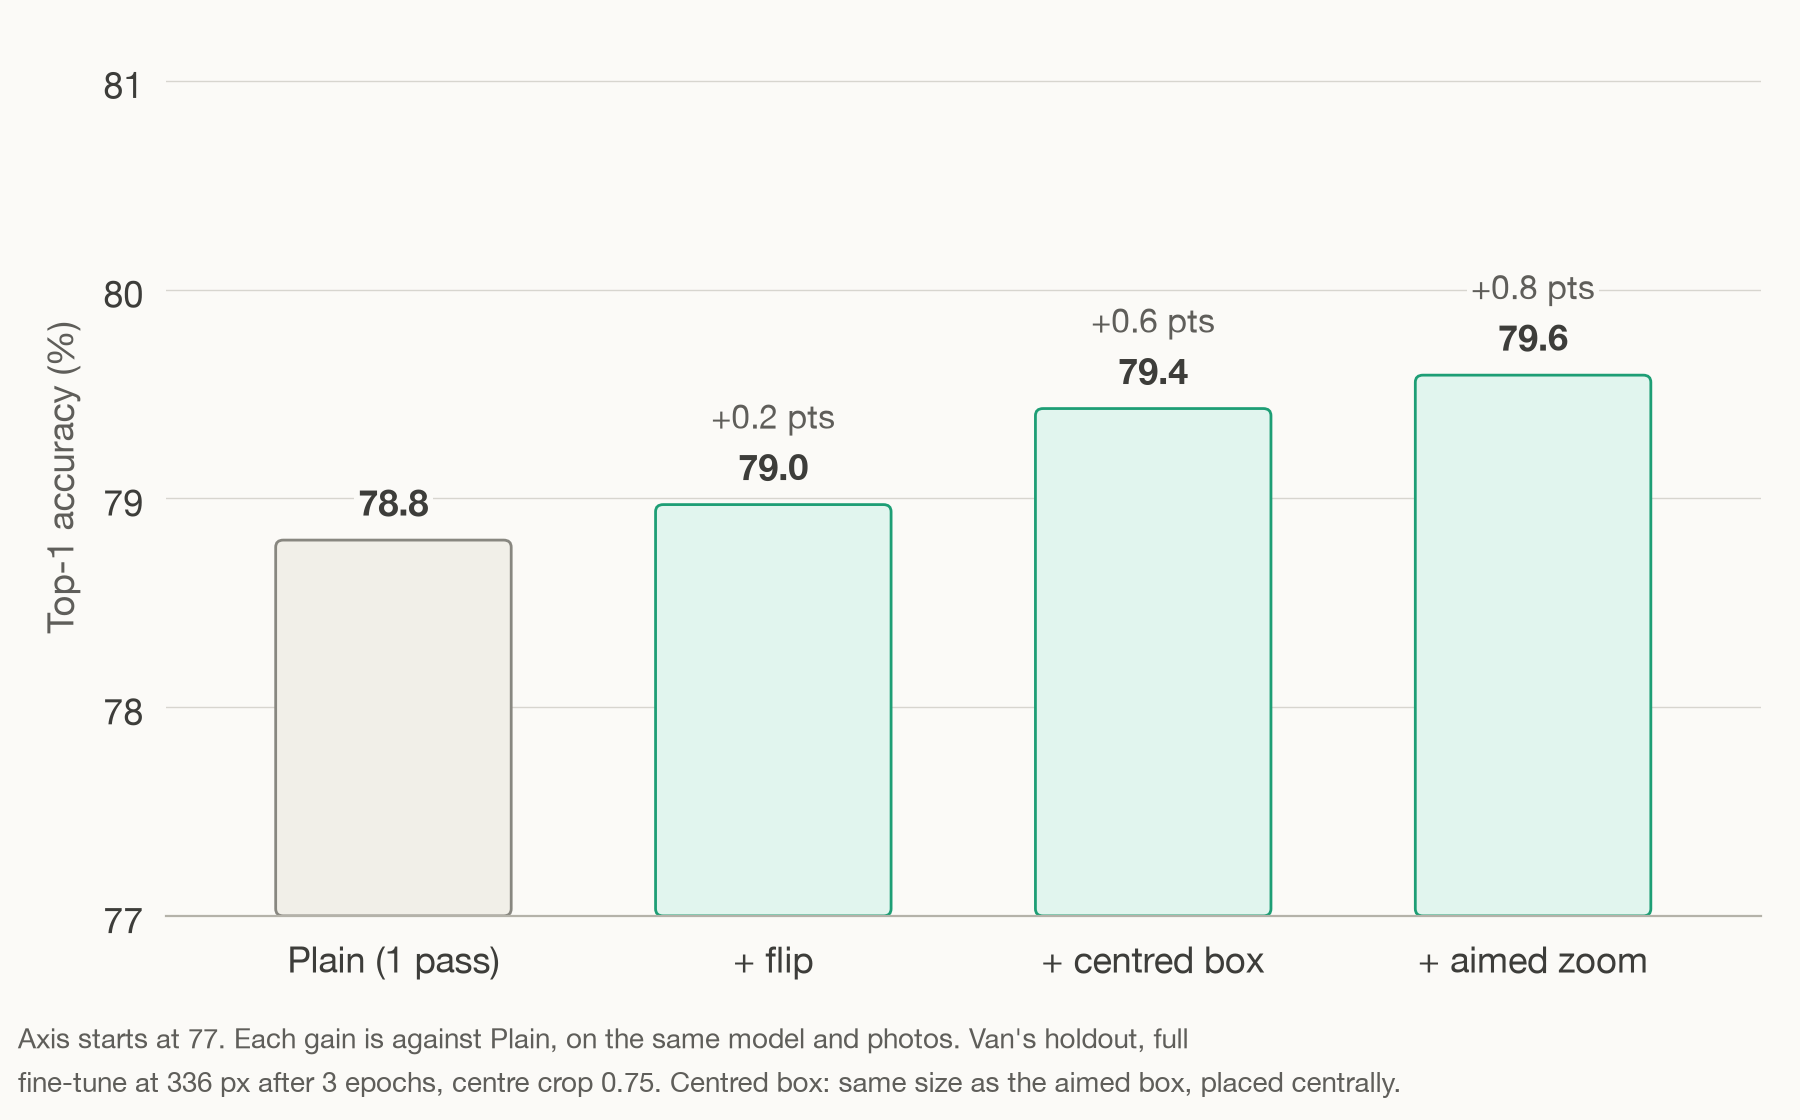 81
80
79
78
77
Top-1 accuracy (%)
78.8
+0.2 pts
79.0
+0.6 pts
79.4
+0.8 pts
79.6
Plain (1 pass)
+ flip
+ centred box
+ aimed zoom
Axis starts at 77. Each gain is against Plain, on the same model and photos. Van's holdout, full
fine-tune at 336 px after 3 epochs, centre crop 0.75. Centred box: same size as the aimed box, placed centrally.